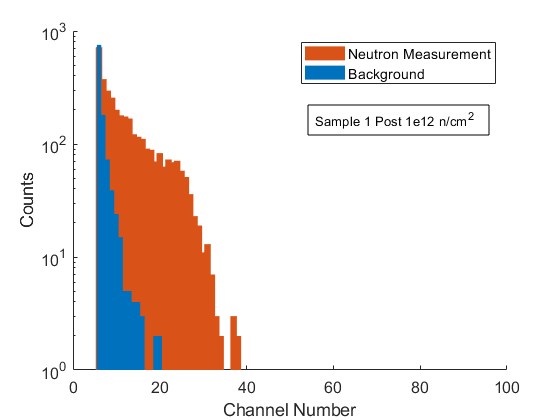 10³
10²
10¹
10⁰
Counts
0 20 40 60 80 100
Channel Number
Neutron Measurement
Background
Sample 1 Post 1e12 n/cm²